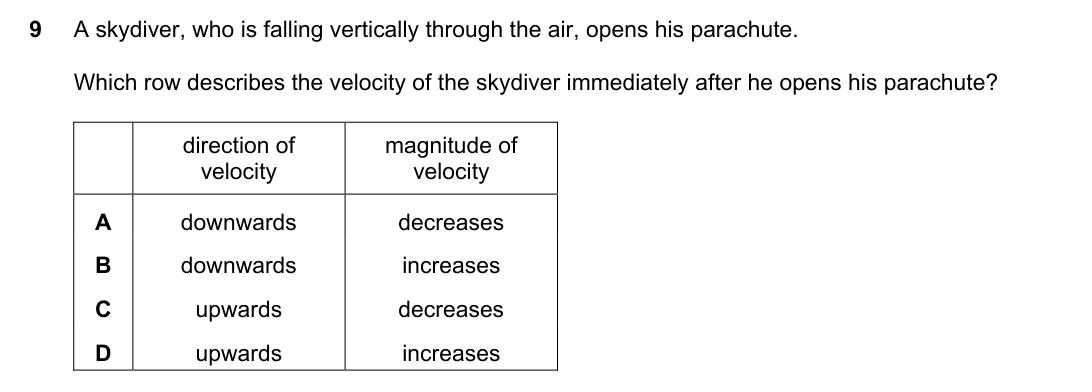 9 A skydiver, who is falling vertically through the air, opens his parachute.
Which row describes the velocity of the skydiver immediately after he opens his parachute?
direction of velocity magnitude of velocity
A downwards decreases
B downwards increases
C upwards decreases
D upwards increases